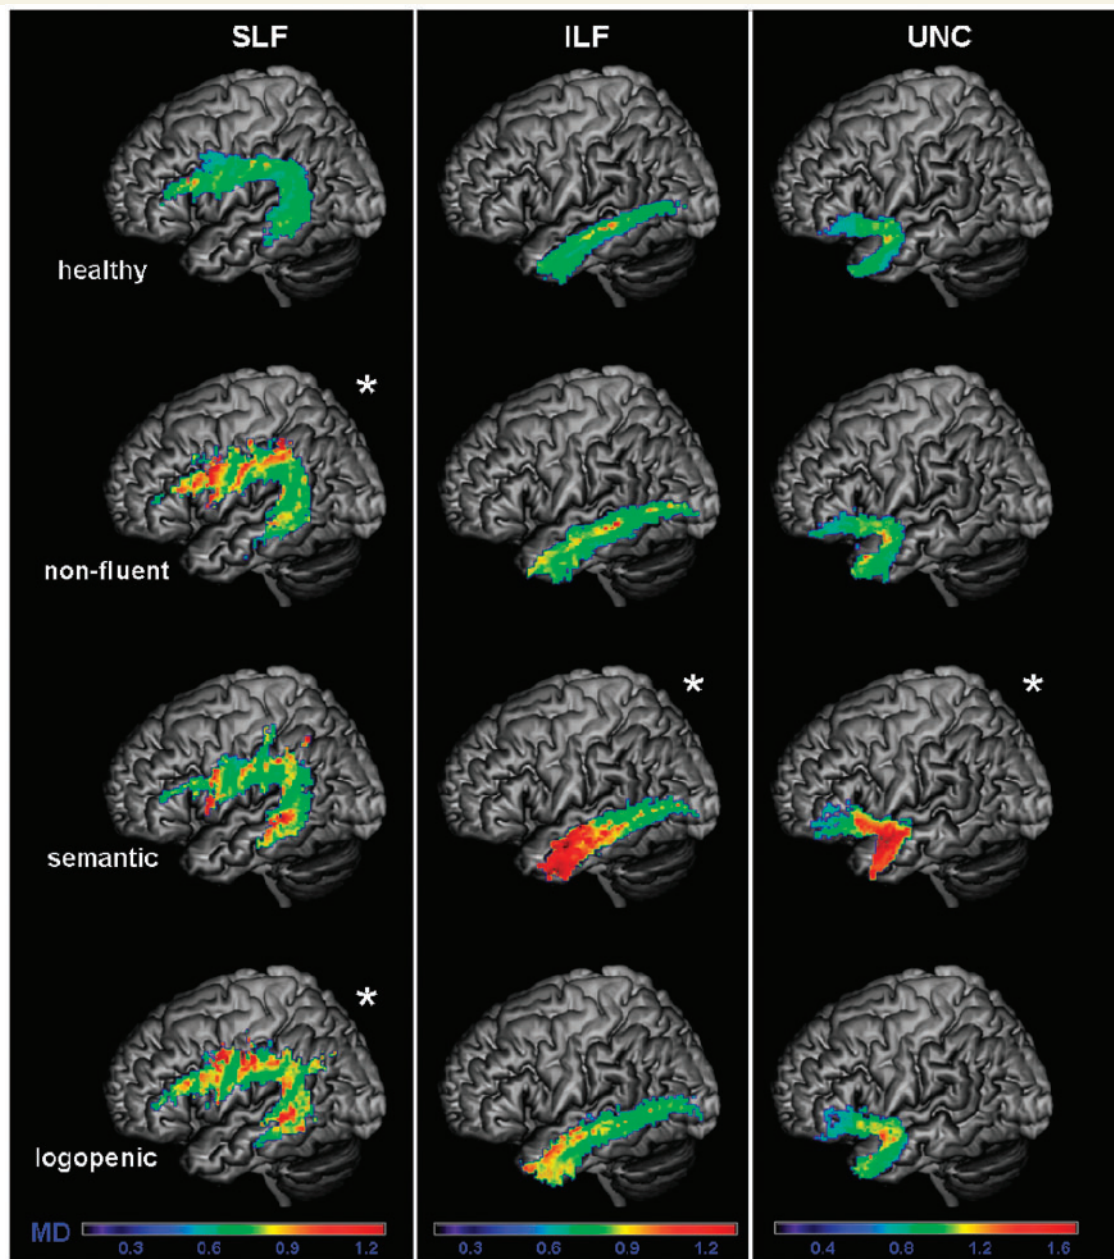 SLF ILF UNC
healthy
*
non-fluent
* *
semantic
*
logopenic
MD 0.3 0.6 0.9 1.2 0.3 0.6 0.9 1.2 0.4 0.8 1.2 1.6